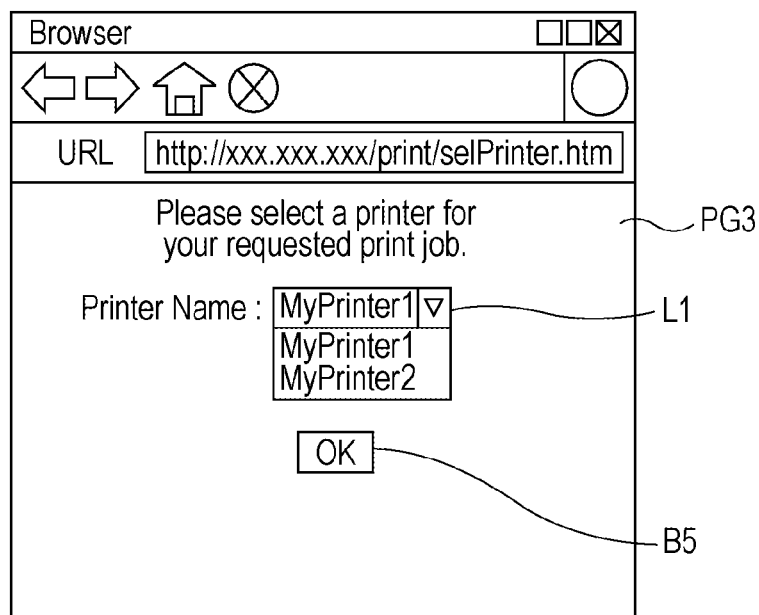 Browser
URL http://xxx.xxx.xxx/print/selPrinter.htm
Please select a printer for
your requested print job.
PG3
Printer Name : MyPrinter1
L1
MyPrinter1
MyPrinter2
OK
B5